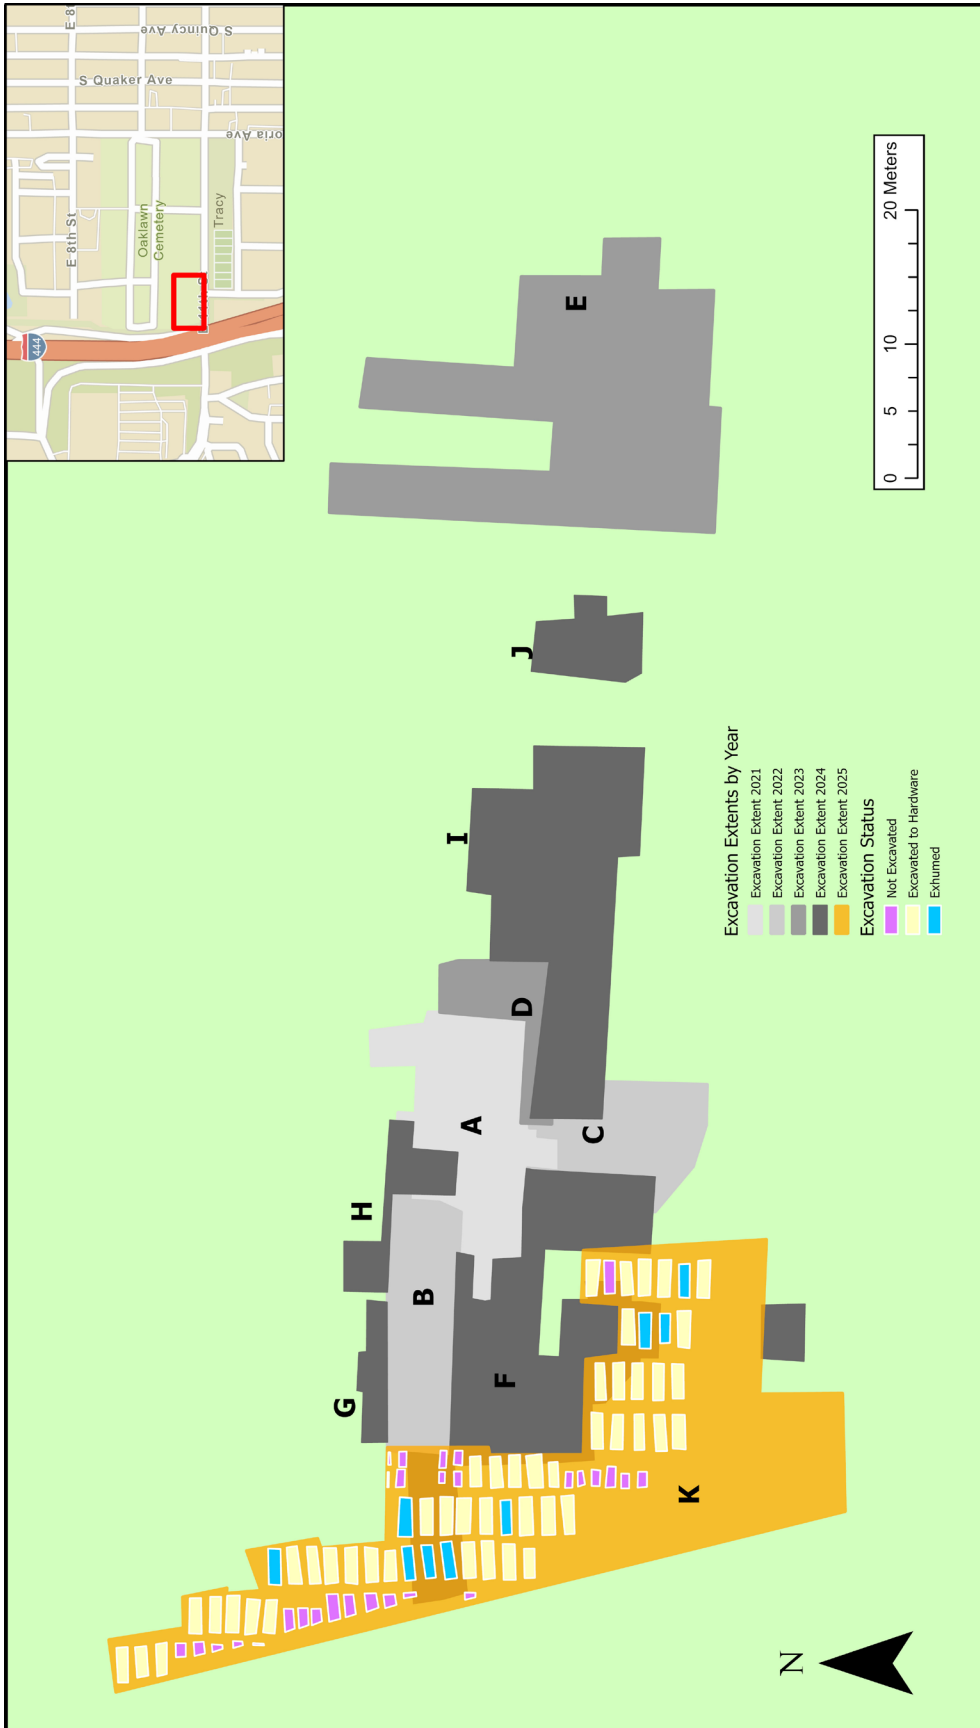 E 8t
S Quincy Ave
S Quaker Ave
oria Ave
E 8th St
Oaklawn
Cemetery
Tracy
11th S
444
E
J
I
D
A
C
H
B
G
F
K
0 5 10 20 Meters
Excavation Extents by Year
Excavation Extent 2021
Excavation Extent 2022
Excavation Extent 2023
Excavation Extent 2024
Excavation Extent 2025
Excavation Status
Not Excavated
Excavated to Hardware
Exhumed
N